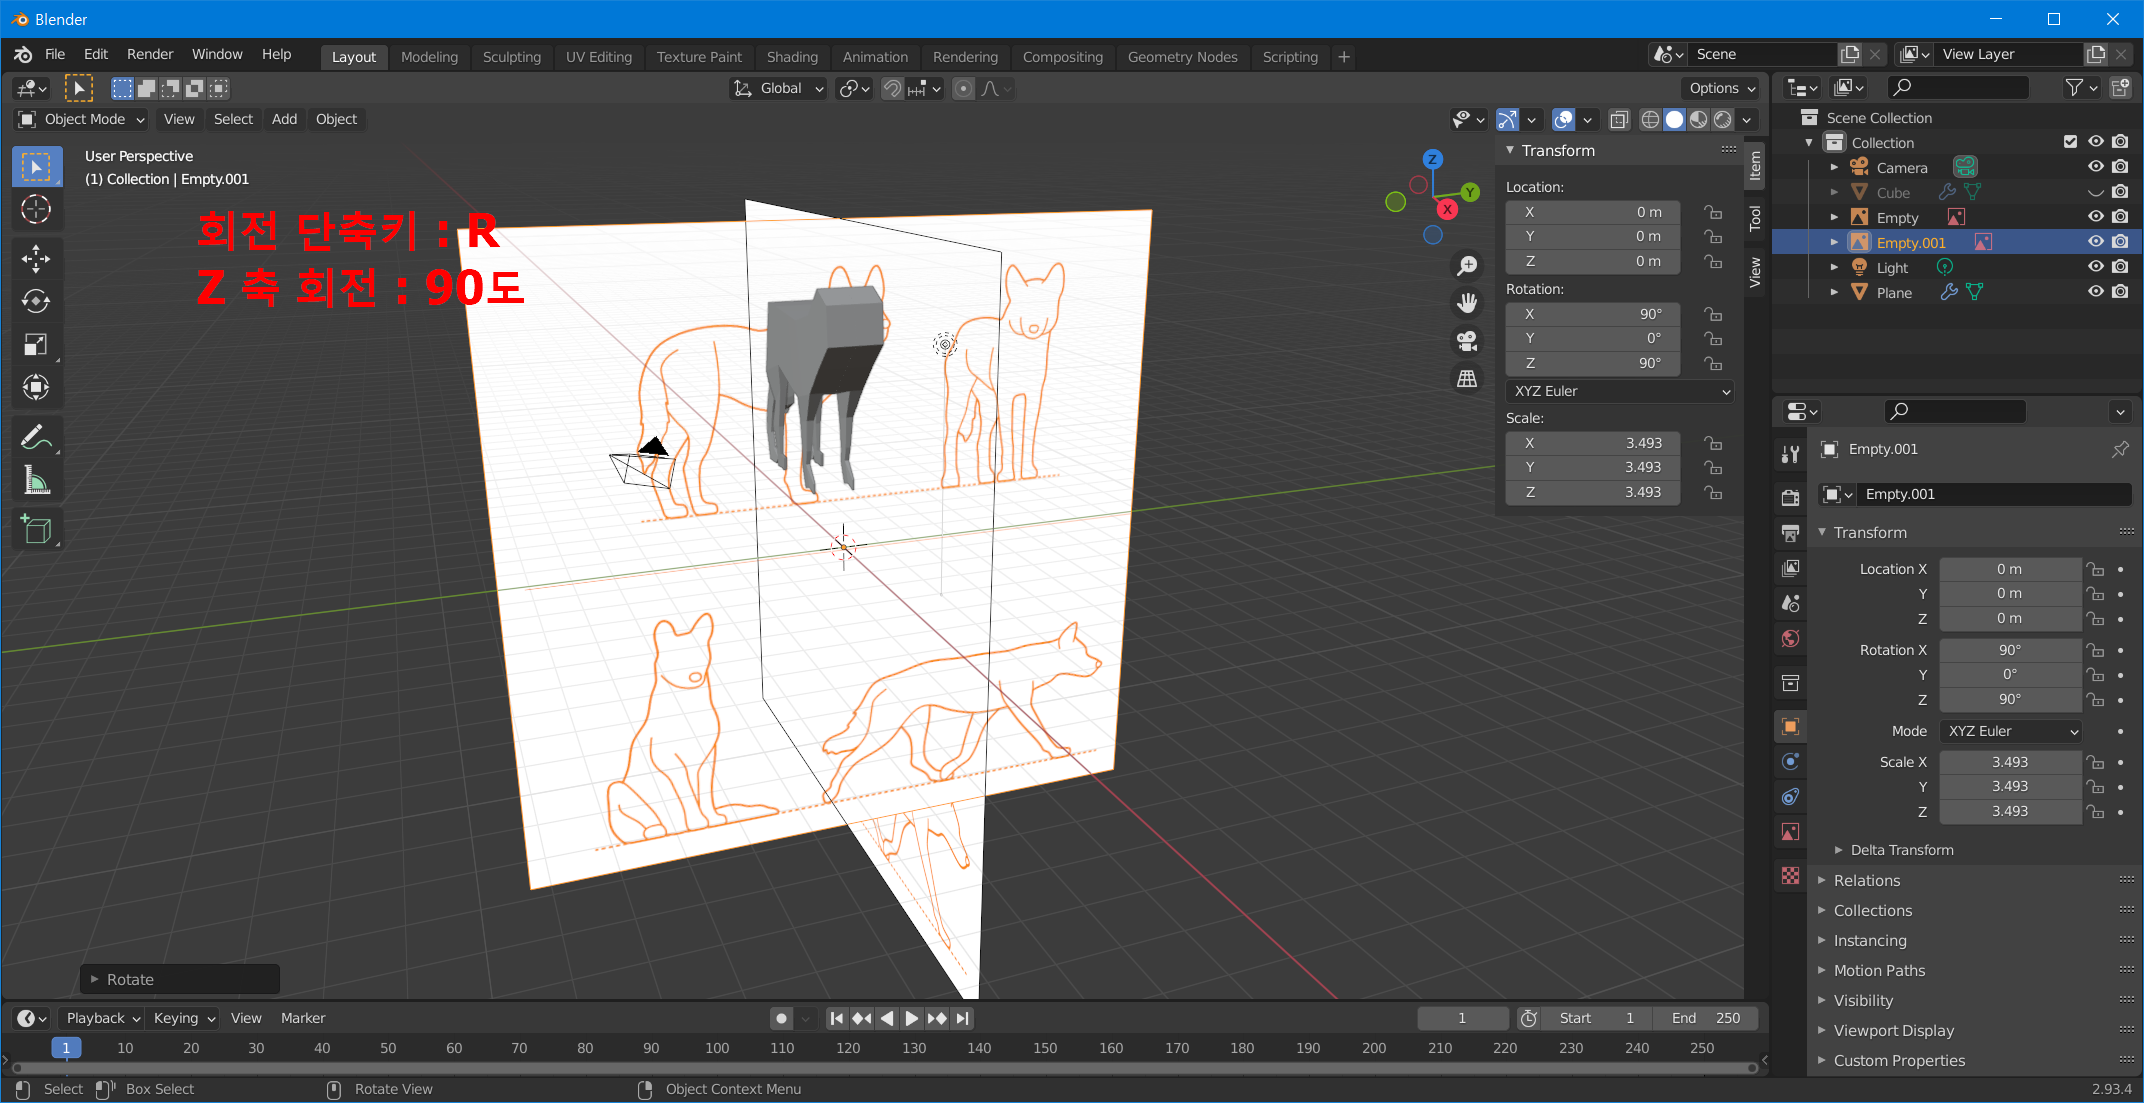 Blender
File Edit Render Window Help Layout Modeling Sculpting UV Editing Texture Paint Shading Animation Rendering Compositing Geometry Nodes Scripting + Scene View Layer
Global Options
Object Mode View Select Add Object
User Perspective
(1) Collection | Empty.001
회전 단축키 : R
Z 축 회전 : 90도
Z
Y
X
Transform
Location:
X 0 m
Y 0 m
Z 0 m
Rotation:
X 90°
Y 0°
Z 90°
XYZ Euler
Scale:
X 3.493
Y 3.493
Z 3.493
Item
Tool
View
Rotate
Scene Collection
Collection
Camera
Cube
Empty
Empty.001
Light
Plane
Empty.001
Empty.001
Transform
Location X 0 m
Y 0 m
Z 0 m
Rotation X 90°
Y 0°
Z 90°
Mode XYZ Euler
Scale X 3.493
Y 3.493
Z 3.493
Delta Transform
Relations
Collections
Instancing
Motion Paths
Visibility
Viewport Display
Custom Properties
Playback Keying View Marker 1 Start 1 End 250
1 10 20 30 40 50 60 70 80 90 100 110 120 130 140 150 160 170 180 190 200 210 220 230 240 250
Select Box Select Rotate View Object Context Menu 2.93.4